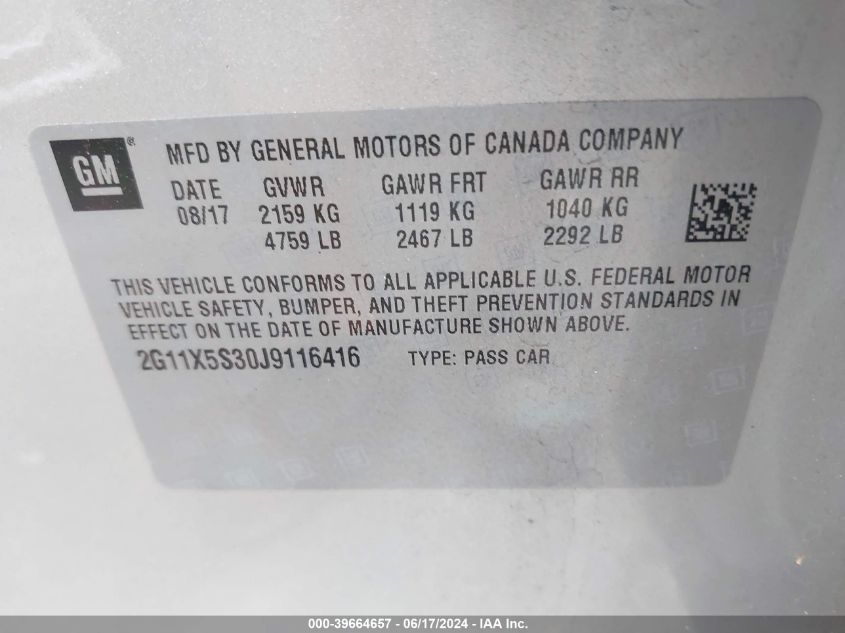 GM ®
MFD BY GENERAL MOTORS OF CANADA COMPANY
DATE GVWR GAWR FRT GAWR RR
08/17 2159 KG 1119 KG 1040 KG
4759 LB 2467 LB 2292 LB
THIS VEHICLE CONFORMS TO ALL APPLICABLE U.S. FEDERAL MOTOR
VEHICLE SAFETY, BUMPER, AND THEFT PREVENTION STANDARDS IN
EFFECT ON THE DATE OF MANUFACTURE SHOWN ABOVE.
2G11X5S30J9116416 TYPE: PASS CAR
000-39664657 - 06/17/2024 - IAA Inc.